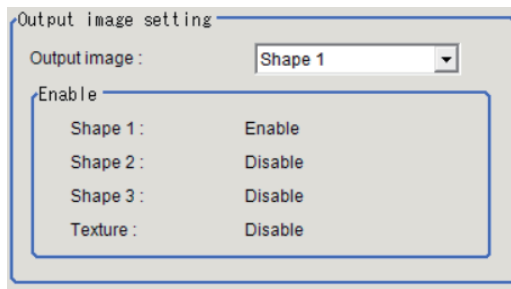 Output image setting
Output image : Shape 1
Enable
Shape 1 : Enable
Shape 2 : Disable
Shape 3 : Disable
Texture : Disable